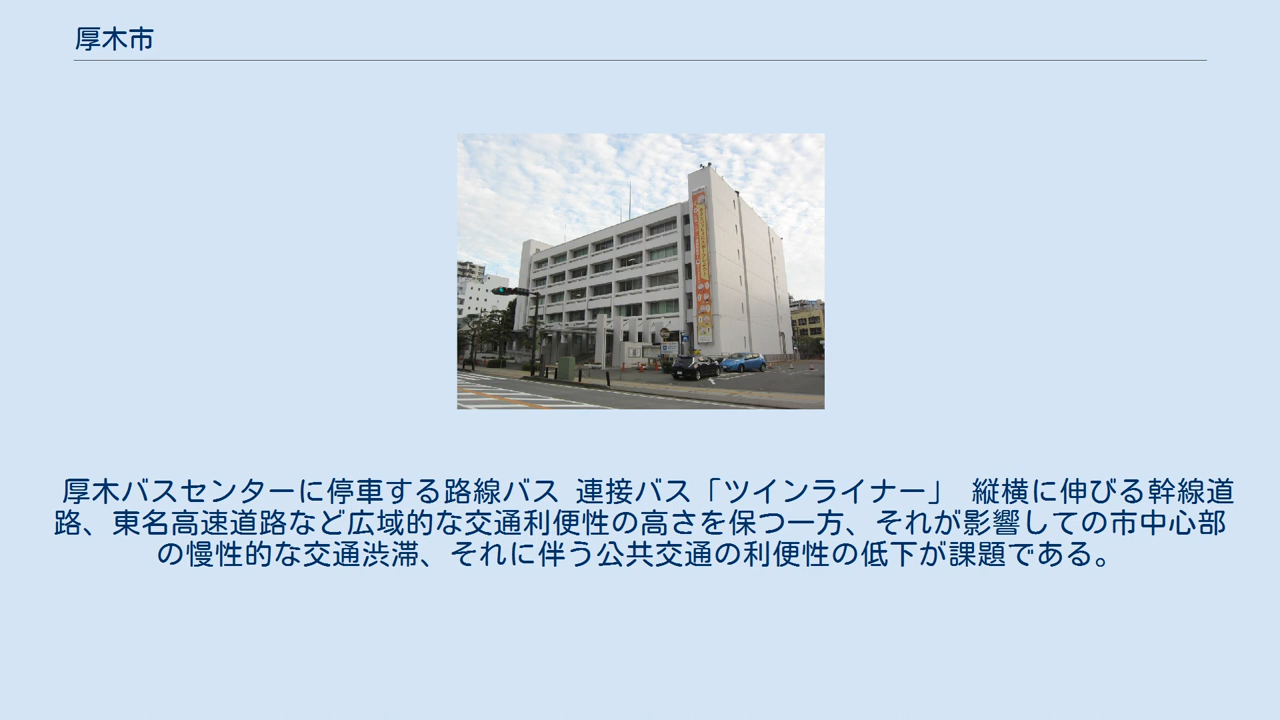 厚木市
厚木バスセンターに停車する路線バス 連接バス「ツインライナー」 縦横に伸びる幹線道
路、東名高速道路など広域的な交通利便性の高さを保つ一方、それが影響しての市中心部
の慢性的な交通渋滞、それに伴う公共交通の利便性の低下が課題である。